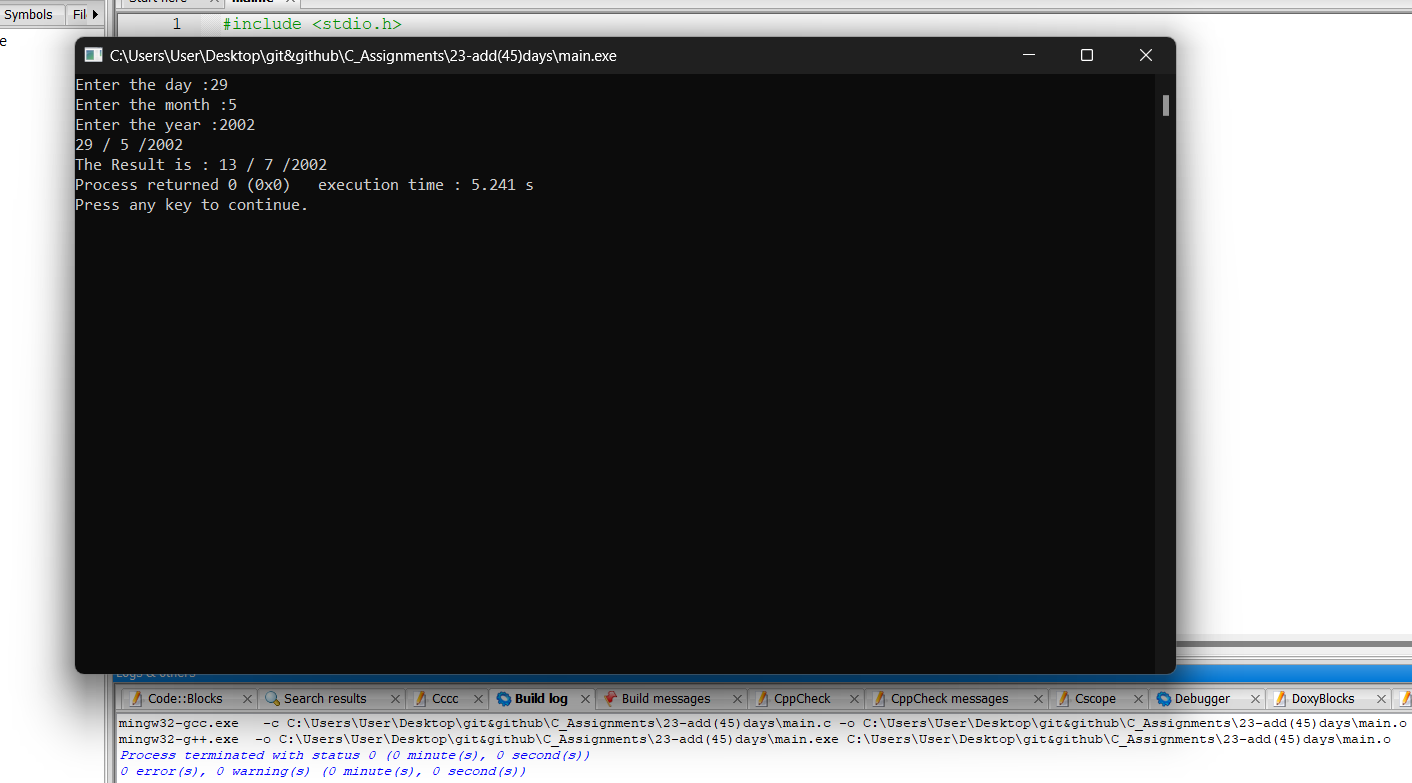 Start here
main.c
Symbols
Fil
1 #include <stdio.h>
e
C:\Users\User\Desktop\git&github\C_Assignments\23-add(45)days\main.exe
Enter the day :29
Enter the month :5
Enter the year :2002
29 / 5 /2002
The Result is : 13 / 7 /2002
Process returned 0 (0x0)   execution time : 5.241 s
Press any key to continue.
Logs & others
Code::Blocks
Search results
Cccc
Build log
Build messages
CppCheck
CppCheck messages
Cscope
Debugger
DoxyBlocks
mingw32-gcc.exe   -c C:\Users\User\Desktop\git&github\C_Assignments\23-add(45)days\main.c -o C:\Users\User\Desktop\git&github\C_Assignments\23-add(45)days\main.o
mingw32-g++.exe  -o C:\Users\User\Desktop\git&github\C_Assignments\23-add(45)days\main.exe C:\Users\User\Desktop\git&github\C_Assignments\23-add(45)days\main.o
Process terminated with status 0 (0 minute(s), 0 second(s))
0 error(s), 0 warning(s) (0 minute(s), 0 second(s))